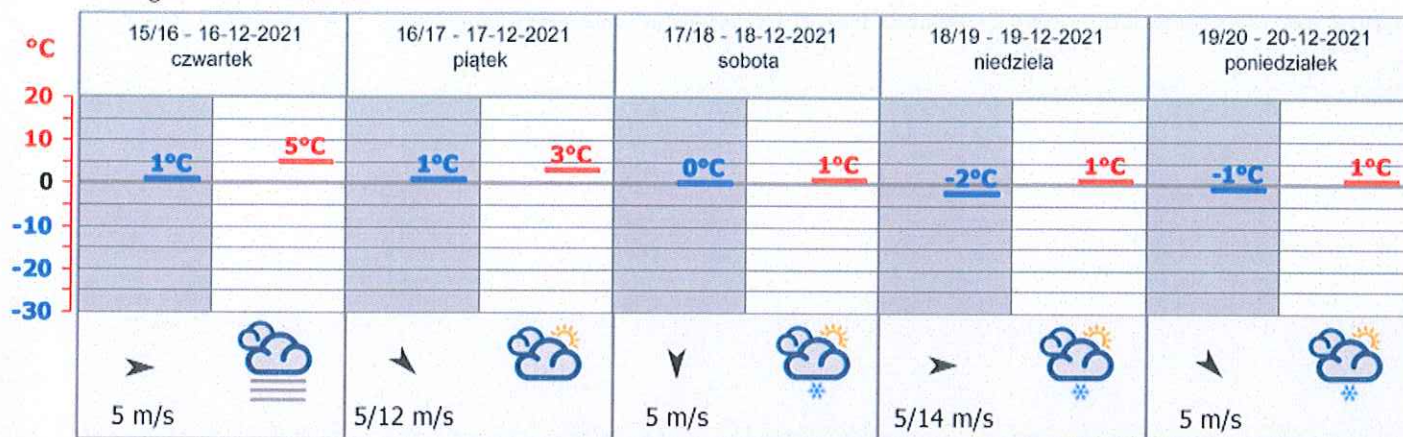 15/16 - 16-12-2021
czwartek
16/17 - 17-12-2021
piątek
17/18 - 18-12-2021
sobota
18/19 - 19-12-2021
niedziela
19/20 - 20-12-2021
poniedziałek
°C
20
10
0
-10
-20
-30
1°C
5°C
1°C
3°C
0°C
1°C
-2°C
1°C
-1°C
1°C
5 m/s
5/12 m/s
5 m/s
5/14 m/s
5 m/s